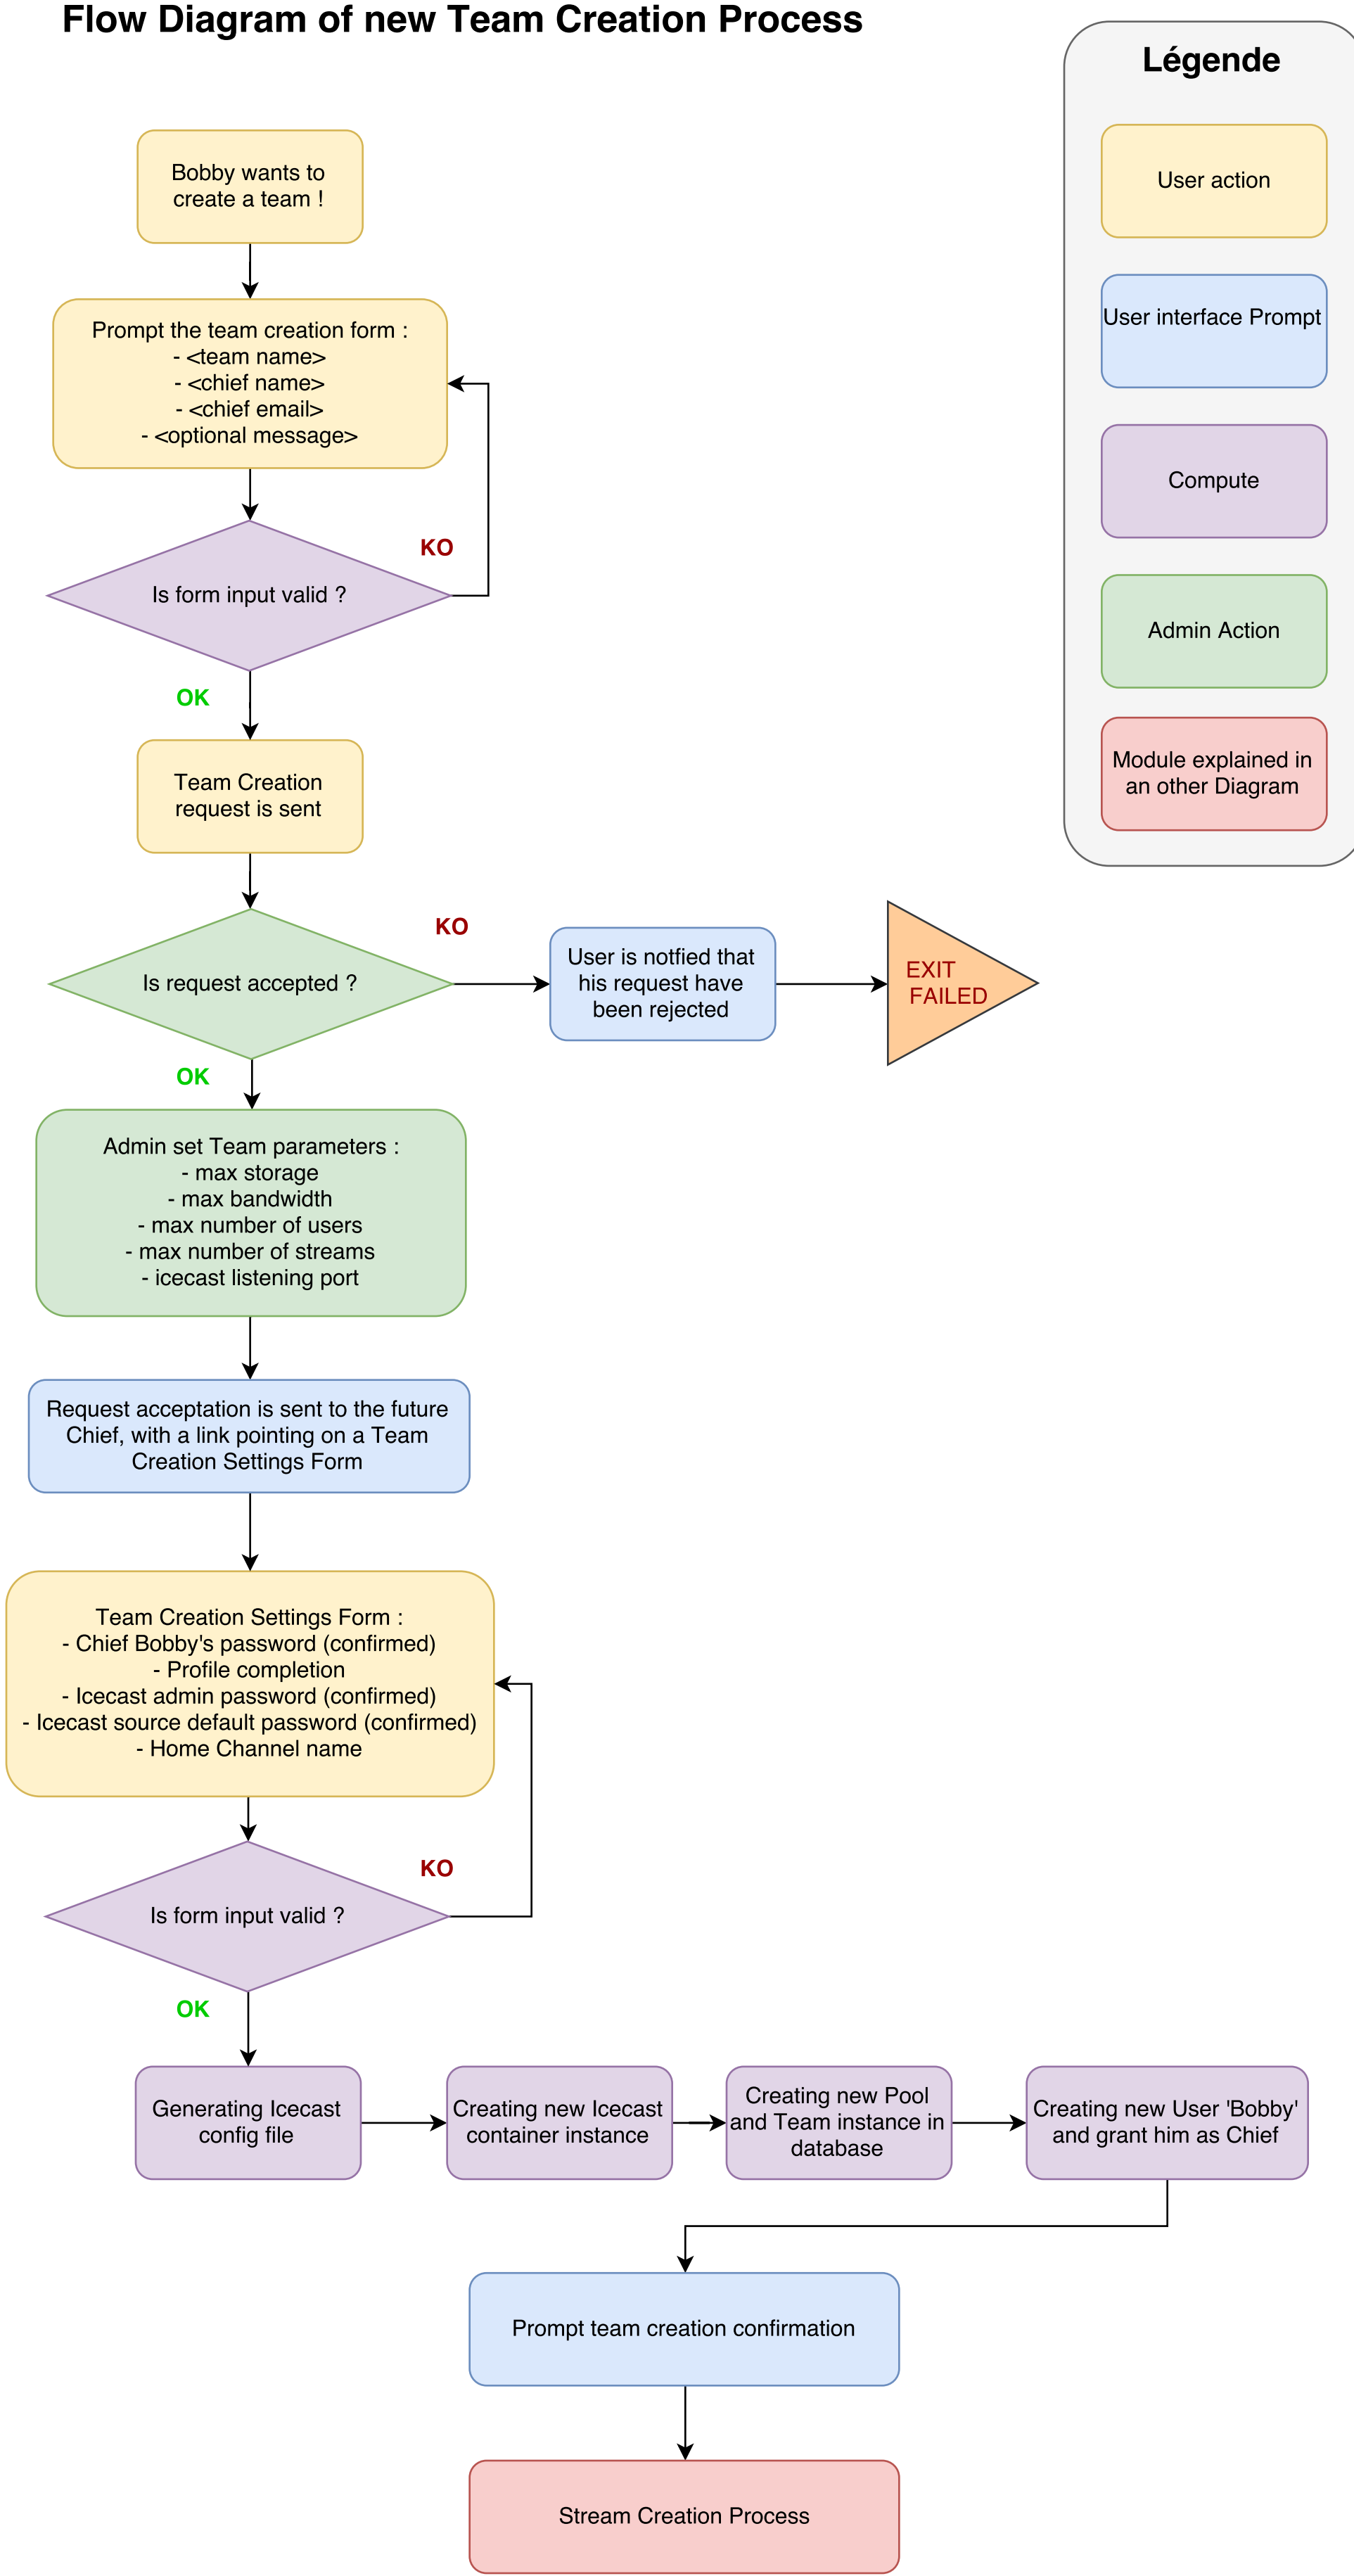 Flow Diagram of new Team Creation Process
Légende
User action
User interface Prompt
Compute
Admin Action
Module explained in
an other Diagram
Bobby wants to
create a team !
Prompt the team creation form :
- <team name>
- <chief name>
- <chief email>
- <optional message>
KO
Is form input valid ?
OK
Team Creation
request is sent
KO
Is request accepted ?
User is notfied that
his request have
been rejected
EXIT
FAILED
OK
Admin set Team parameters :
- max storage
- max bandwidth
- max number of users
- max number of streams
- icecast listening port
Request acceptation is sent to the future
Chief, with a link pointing on a Team
Creation Settings Form
Team Creation Settings Form :
- Chief Bobby's password (confirmed)
- Profile completion
- Icecast admin password (confirmed)
- Icecast source default password (confirmed)
- Home Channel name
KO
Is form input valid ?
OK
Generating Icecast
config file
Creating new Icecast
container instance
Creating new Pool
and Team instance in
database
Creating new User 'Bobby'
and grant him as Chief
Prompt team creation confirmation
Stream Creation Process